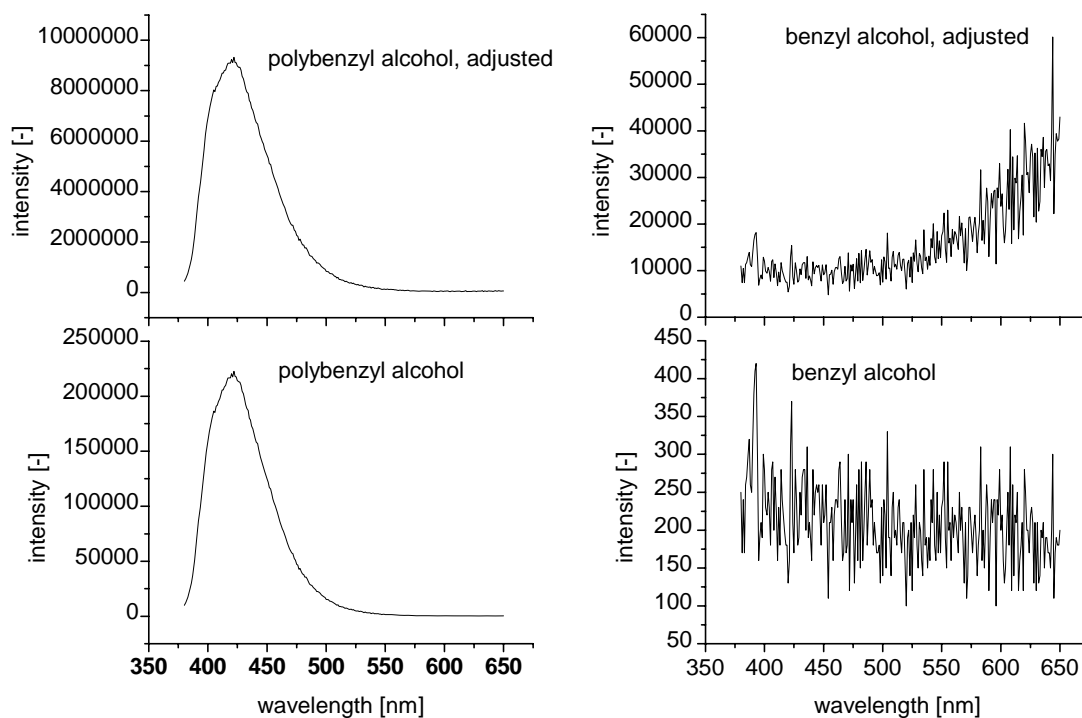 10000000
8000000
6000000
4000000
2000000
0
intensity [-]
polybenzyl alcohol, adjusted
60000
50000
40000
30000
20000
10000
0
intensity [-]
benzyl alcohol, adjusted
250000
200000
150000
100000
50000
0
intensity [-]
polybenzyl alcohol
350 400 450 500 550 600 650
wavelength [nm]
450
400
350
300
250
200
150
100
50
intensity [-]
benzyl alcohol
350 400 450 500 550 600 650
wavelength [nm]